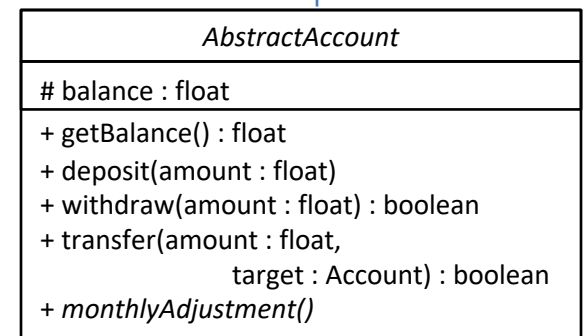 AbstractAccount
# balance : float
+ getBalance() : float
+ deposit(amount : float)
+ withdraw(amount : float) : boolean
+ transfer(amount : float,
target : Account) : boolean
+ monthlyAdjustment()